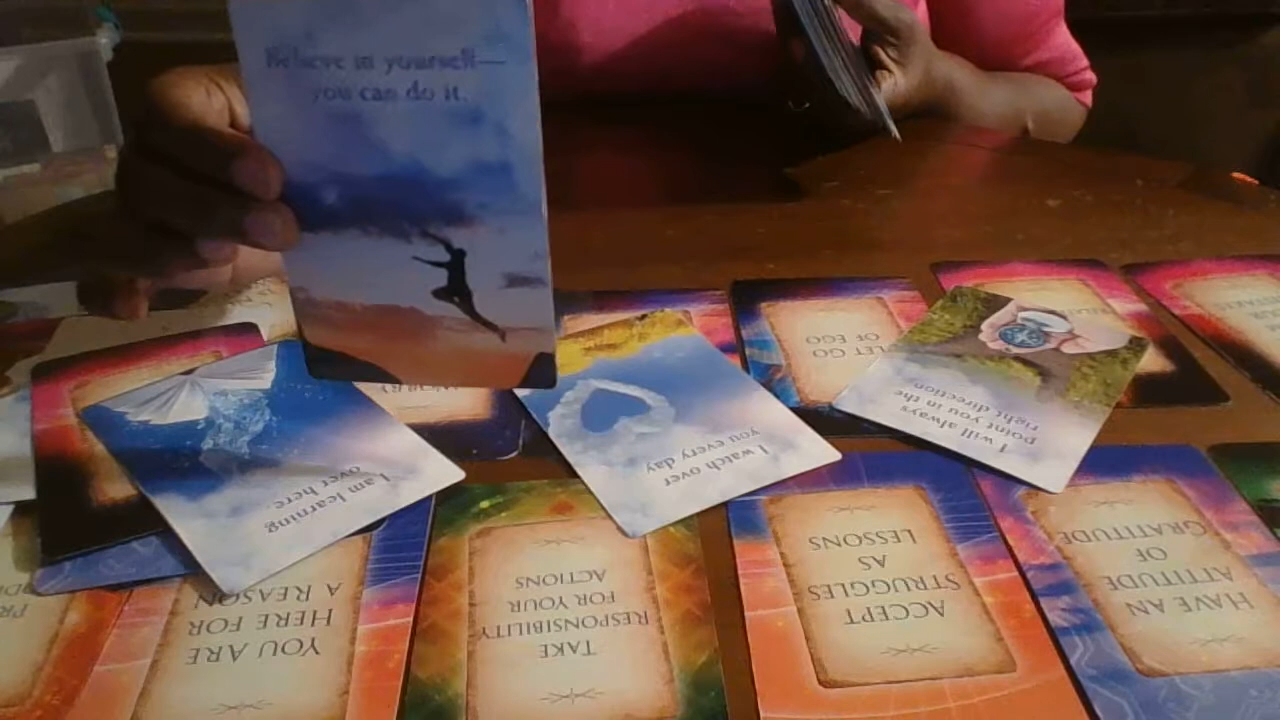 Believe in yourself—
you can do it.
LET GO
OF EGO
I will always
point you in the
right direction
I watch over
you every day
I am learning
over here.
YOU ARE
HERE FOR
A REASON
TAKE
RESPONSIBILITY
FOR YOUR
ACTIONS
ACCEPT
STRUGGLES
AS
LESSONS
HAVE AN
ATTITUDE
OF
GRATITUDE